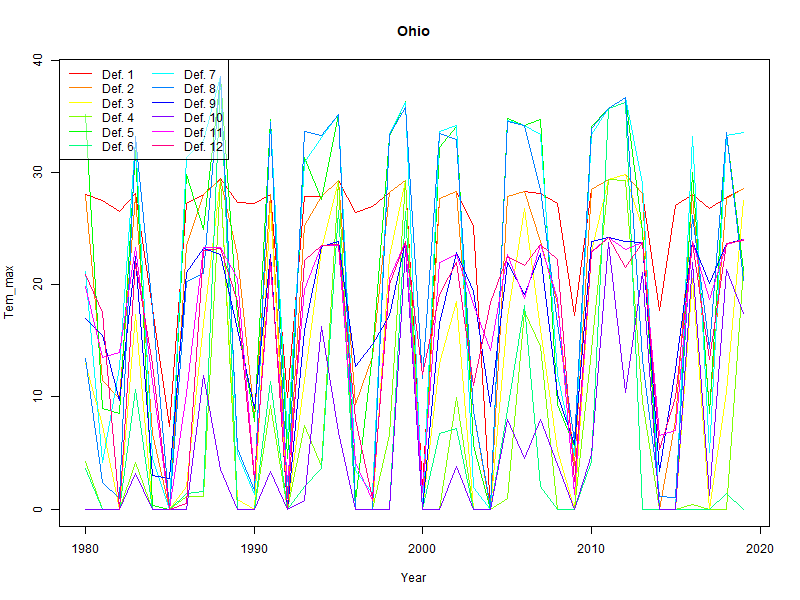 Ohio
Tem_max
40
30
20
10
0
Def. 1 Def. 7
Def. 2 Def. 8
Def. 3 Def. 9
Def. 4 Def. 10
Def. 5 Def. 11
Def. 6 Def. 12
1980 1990 2000 2010 2020
Year